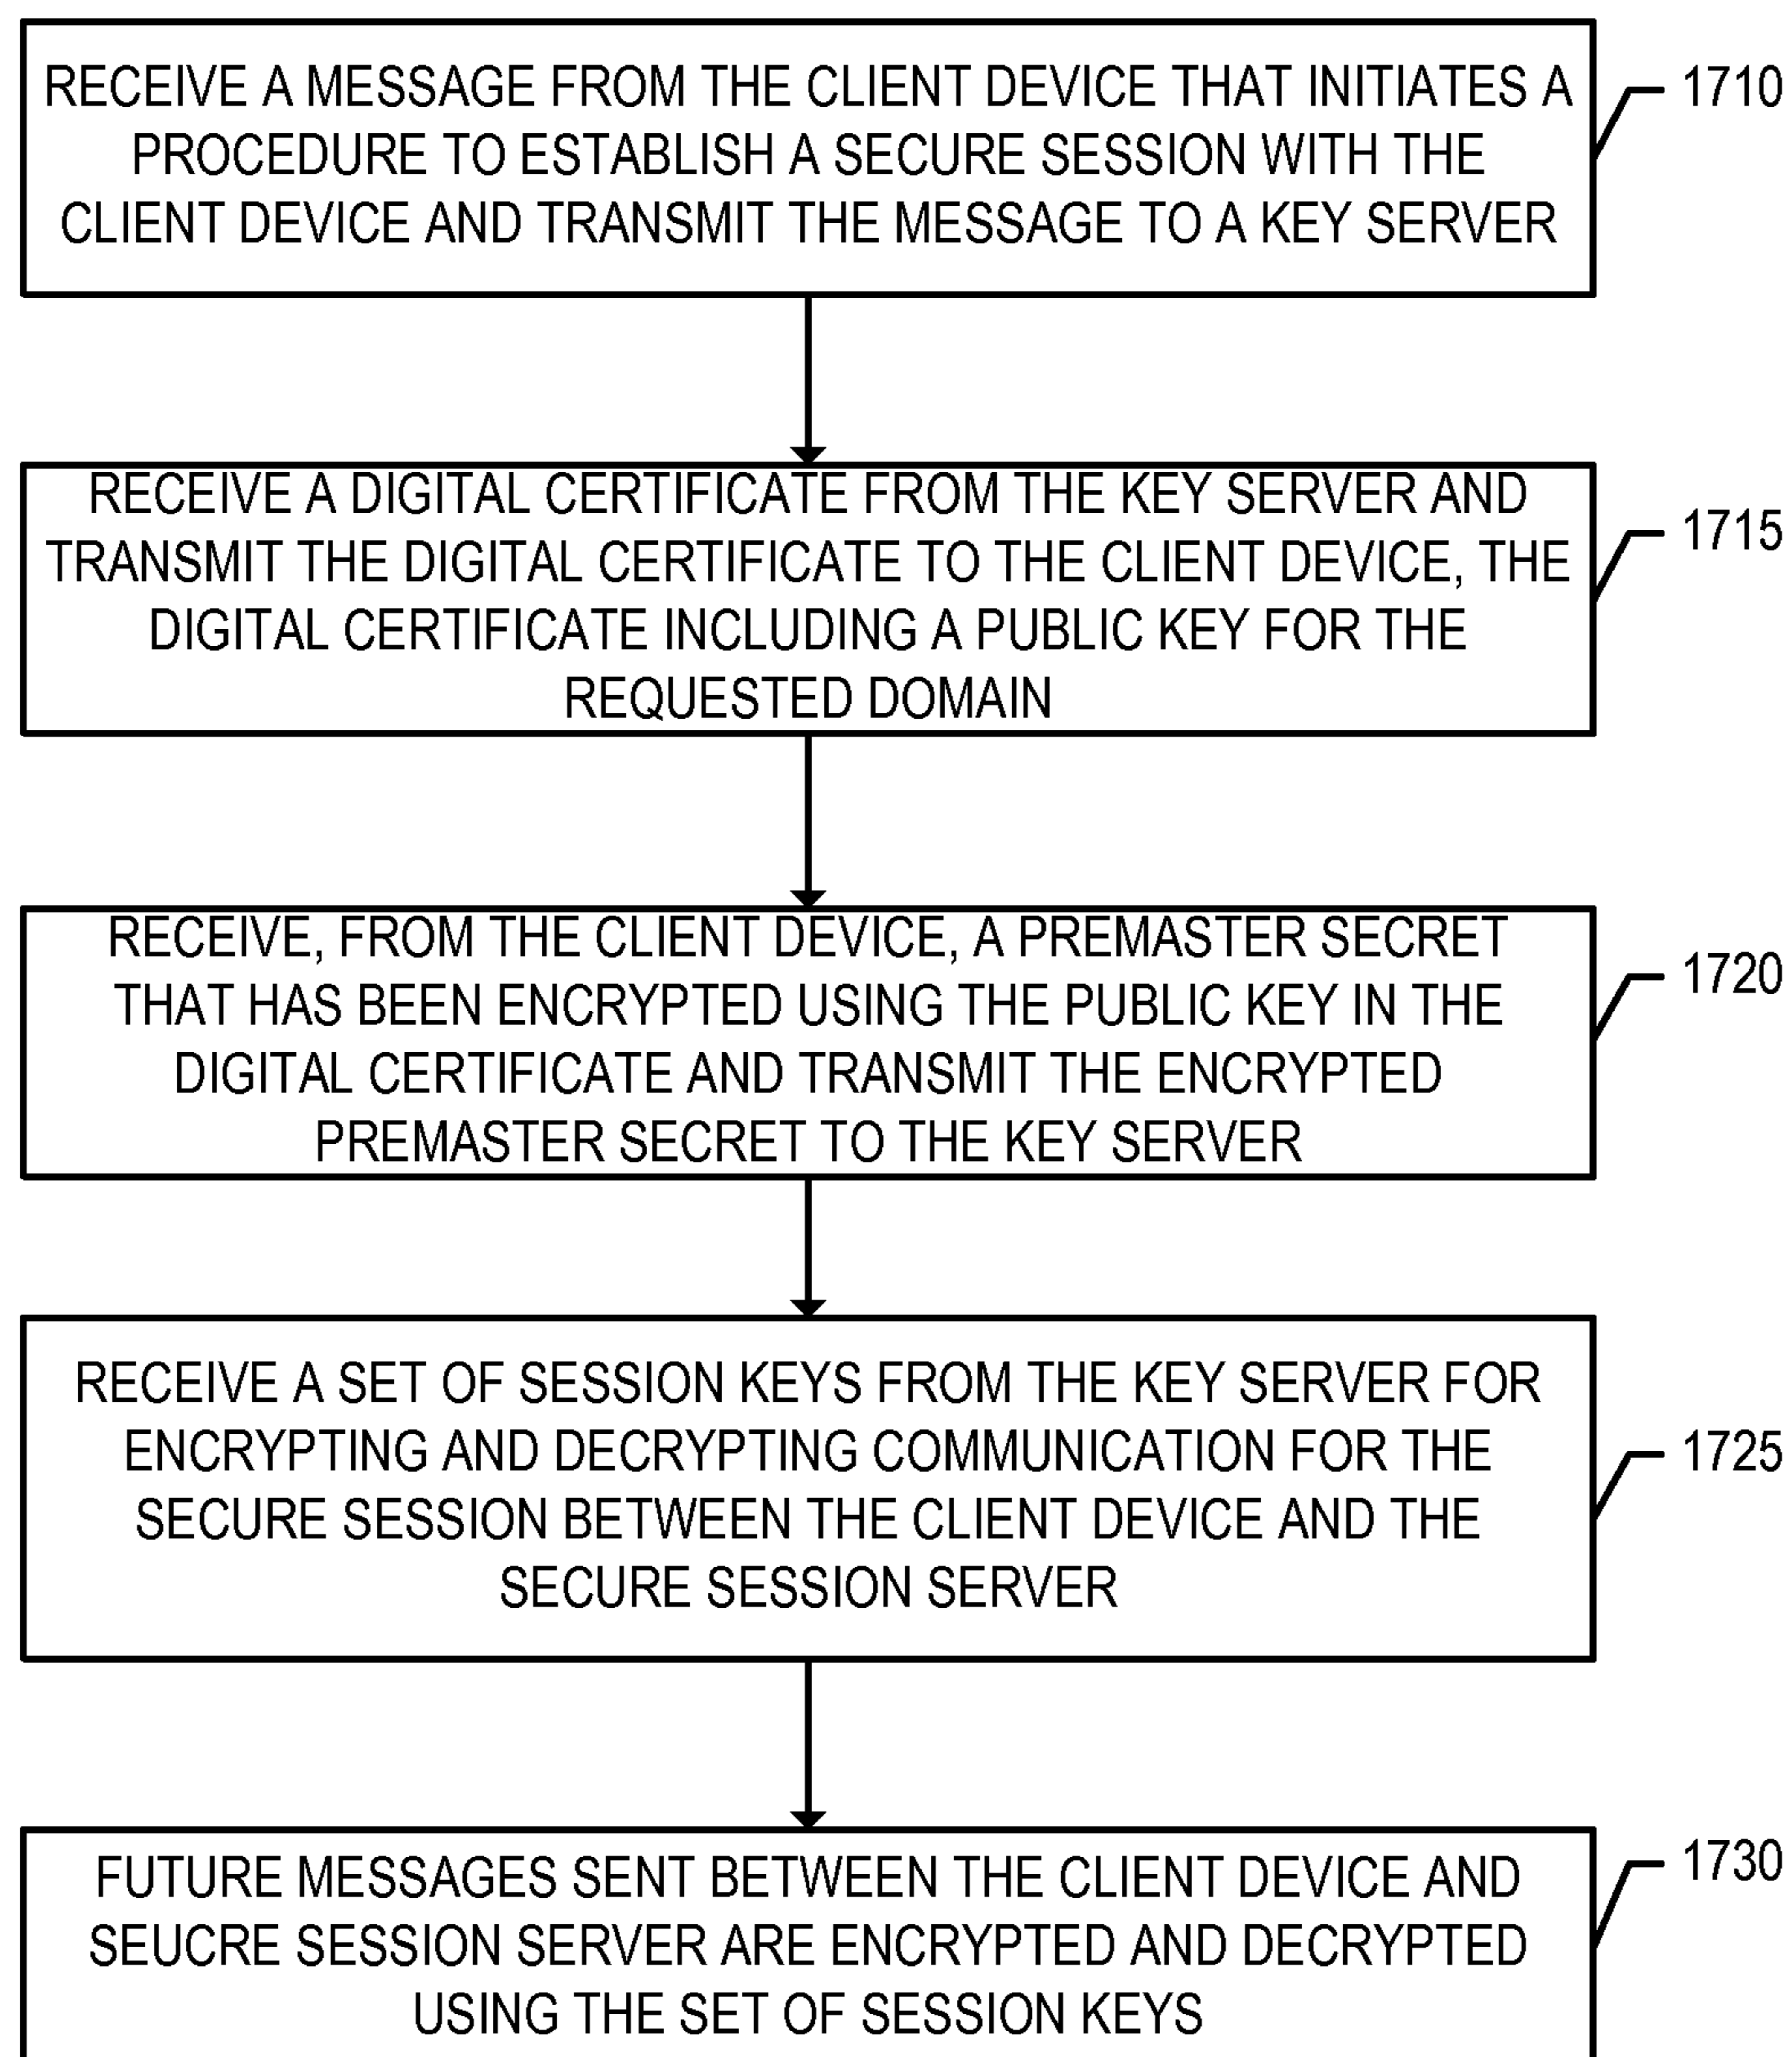 RECEIVE A MESSAGE FROM THE CLIENT DEVICE THAT INITIATES A
PROCEDURE TO ESTABLISH A SECURE SESSION WITH THE
CLIENT DEVICE AND TRANSMIT THE MESSAGE TO A KEY SERVER
1710
RECEIVE A DIGITAL CERTIFICATE FROM THE KEY SERVER AND
TRANSMIT THE DIGITAL CERTIFICATE TO THE CLIENT DEVICE, THE
DIGITAL CERTIFICATE INCLUDING A PUBLIC KEY FOR THE
REQUESTED DOMAIN
1715
RECEIVE, FROM THE CLIENT DEVICE, A PREMASTER SECRET
THAT HAS BEEN ENCRYPTED USING THE PUBLIC KEY IN THE
DIGITAL CERTIFICATE AND TRANSMIT THE ENCRYPTED
PREMASTER SECRET TO THE KEY SERVER
1720
RECEIVE A SET OF SESSION KEYS FROM THE KEY SERVER FOR
ENCRYPTING AND DECRYPTING COMMUNICATION FOR THE
SECURE SESSION BETWEEN THE CLIENT DEVICE AND THE
SECURE SESSION SERVER
1725
FUTURE MESSAGES SENT BETWEEN THE CLIENT DEVICE AND
SEUCRE SESSION SERVER ARE ENCRYPTED AND DECRYPTED
USING THE SET OF SESSION KEYS
1730